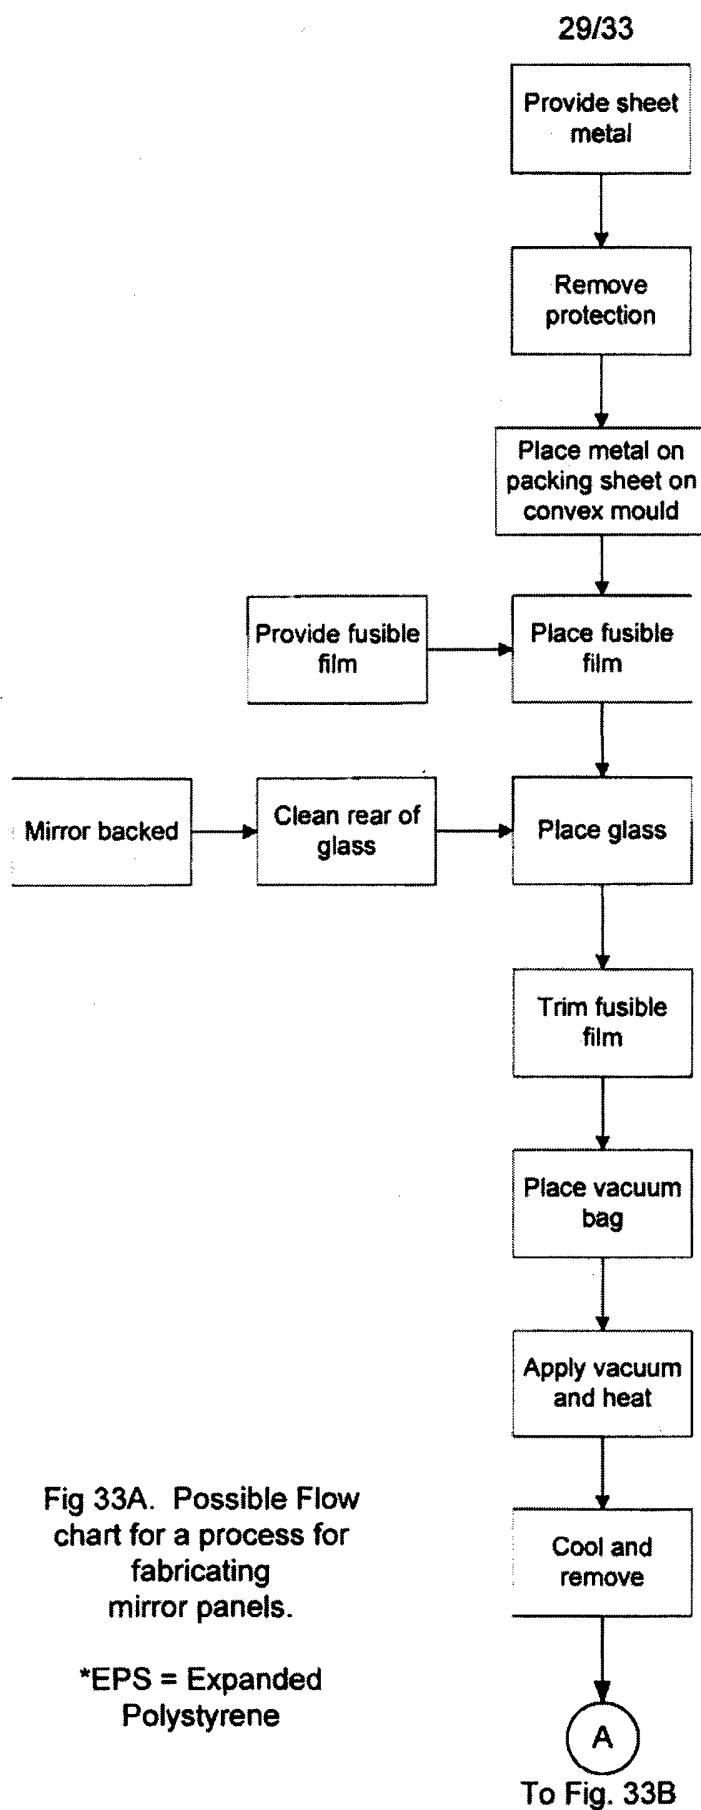 29/33
Provide sheet
metal
Remove
protection
Place metal on
packing sheet on
convex mould
Provide fusible
film
Place fusible
film
Mirror backed
Clean rear of
glass
Place glass
Trim fusible
film
Place vacuum
bag
Apply vacuum
and heat
Cool and
remove
Fig 33A. Possible Flow
chart for a process for
fabricating
mirror panels.
*EPS = Expanded
Polystyrene
A
To Fig. 33B